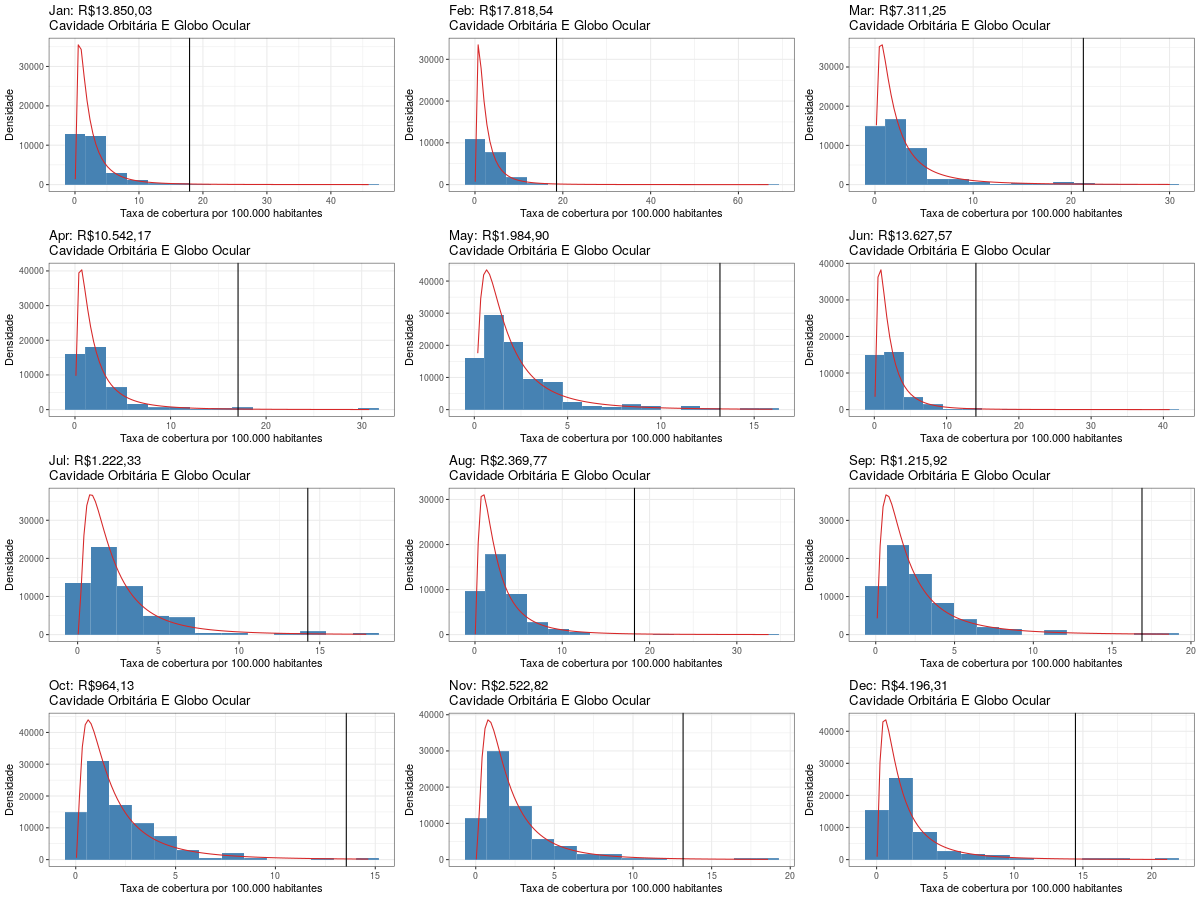 Jan: R$13.850,03
Cavidade Orbitária E Globo Ocular
Densidade
30000
20000
10000
0
0 10 20 30 40
Taxa de cobertura por 100.000 habitantes
Feb: R$17.818,54
Cavidade Orbitária E Globo Ocular
Densidade
30000
20000
10000
0
0 20 40 60
Taxa de cobertura por 100.000 habitantes
Mar: R$7.311,25
Cavidade Orbitária E Globo Ocular
Densidade
30000
20000
10000
0
0 10 20 30
Taxa de cobertura por 100.000 habitantes
Apr: R$10.542,17
Cavidade Orbitária E Globo Ocular
Densidade
40000
30000
20000
10000
0
0 10 20 30
Taxa de cobertura por 100.000 habitantes
May: R$1.984,90
Cavidade Orbitária E Globo Ocular
Densidade
40000
30000
20000
10000
0
0 5 10 15
Taxa de cobertura por 100.000 habitantes
Jun: R$13.627,57
Cavidade Orbitária E Globo Ocular
Densidade
40000
30000
20000
10000
0
0 10 20 30 40
Taxa de cobertura por 100.000 habitantes
Jul: R$1.222,33
Cavidade Orbitária E Globo Ocular
Densidade
30000
20000
10000
0
0 5 10 15
Taxa de cobertura por 100.000 habitantes
Aug: R$2.369,77
Cavidade Orbitária E Globo Ocular
Densidade
30000
20000
10000
0
0 10 20 30
Taxa de cobertura por 100.000 habitantes
Sep: R$1.215,92
Cavidade Orbitária E Globo Ocular
Densidade
30000
20000
10000
0
0 5 10 15 20
Taxa de cobertura por 100.000 habitantes
Oct: R$964,13
Cavidade Orbitária E Globo Ocular
Densidade
40000
30000
20000
10000
0
0 5 10 15
Taxa de cobertura por 100.000 habitantes
Nov: R$2.522,82
Cavidade Orbitária E Globo Ocular
Densidade
40000
30000
20000
10000
0
0 5 10 15 20
Taxa de cobertura por 100.000 habitantes
Dec: R$4.196,31
Cavidade Orbitária E Globo Ocular
Densidade
40000
30000
20000
10000
0
0 5 10 15 20
Taxa de cobertura por 100.000 habitantes